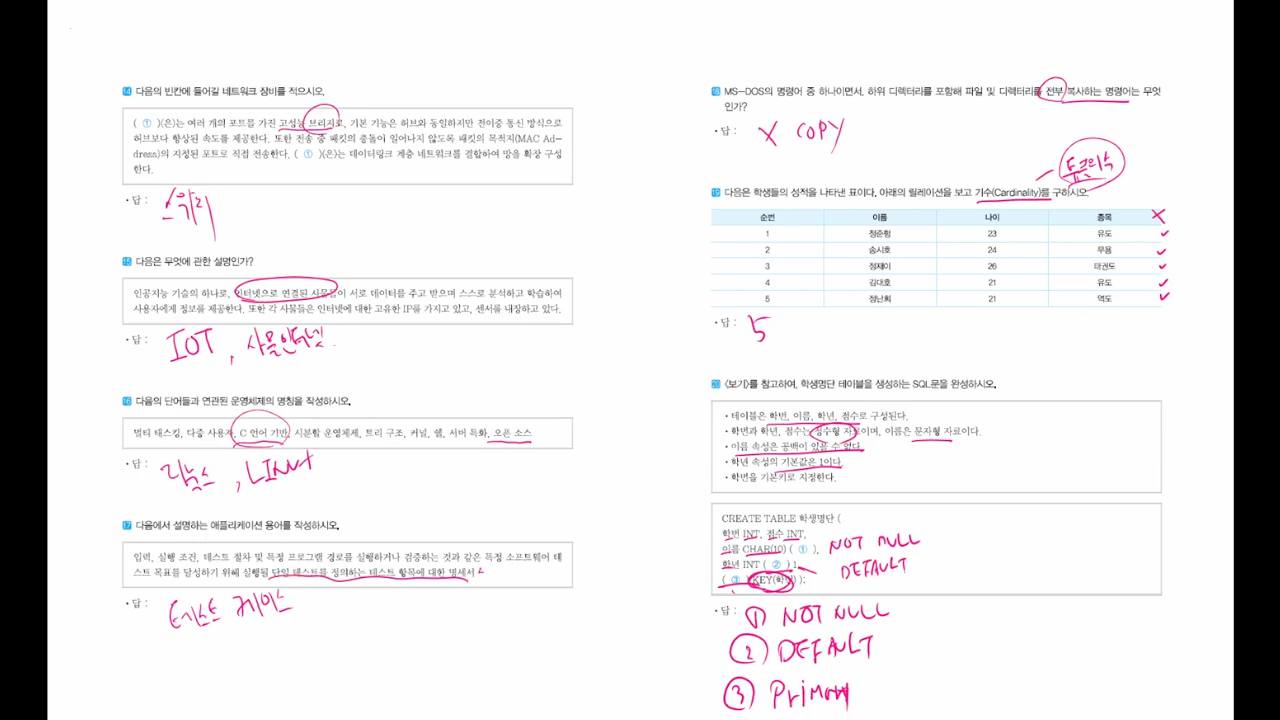 14 다음의 빈칸에 들어갈 네트워크 장비를 적으시오.
( ① )(은)는 여러 개의 포트를 가진 고성능 브리지로, 기본 기능은 허브와 동일하지만 전이중 통신 방식으로
허브보다 향상된 속도를 제공한다. 또한 전송 중 패킷의 충돌이 일어나지 않도록 패킷의 목적지(MAC Ad-
dress)의 지정된 포트로 직접 전송한다. ( ① )(은)는 데이터링크 계층 네트워크를 결합하여 망을 확장 구성
한다.
• 답 : 스위치
15 다음은 무엇에 관한 설명인가?
인공지능 기술의 하나로, 인터넷으로 연결된 사물들이 서로 데이터를 주고 받으며 스스로 분석하고 학습하여
사용자에게 정보를 제공한다. 또한 각 사물들은 인터넷에 대한 고유한 IP를 가지고 있고, 센서를 내장하고 있다.
• 답 : IOT, 사물인터넷
16 다음의 단어들과 연관된 운영체제의 명칭을 작성하시오.
멀티 태스킹, 다중 사용자, C 언어 기반, 시분할 운영체제, 트리 구조, 커널, 쉘, 서버 특화, 오픈 소스
• 답 : 리눅스, LINUX
17 다음에서 설명하는 애플리케이션 용어를 작성하시오.
입력, 실행 조건, 테스트 절차 및 특정 프로그램 경로를 실행하거나 검증하는 것과 같은 특정 소프트웨어 테
스트 목표를 달성하기 위해 실행될 단일 테스트를 정의하는 테스트 항목에 대한 명세서
• 답 : 테스트 케이스
18 MS-DOS의 명령어 중 하나이면서, 하위 디렉터리를 포함해 파일 및 디렉터리를 전부 복사하는 명령어는 무엇
인가?
• 답 : X COPY
튜플의 수
19 다음은 학생들의 성적을 나타낸 표이다. 아래의 릴레이션을 보고 기수(Cardinality)를 구하시오.
순번 이름 나이 종목 X
1 정준형 23 유도 ✓
2 송시호 24 무용 ✓
3 정재이 26 태권도 ✓
4 김대호 21 유도 ✓
5 정난희 21 역도 ✓
• 답 : 5
20 <보기>를 참고하여, 학생명단 테이블을 생성하는 SQL문을 완성하시오.
• 테이블은 학번, 이름, 학년, 점수로 구성된다.
• 학번과 학년, 점수는 정수형 자료이며, 이름은 문자형 자료이다.
• 이름 속성은 공백이 있을 수 없다.
• 학년 속성의 기본값은 1이다.
• 학번을 기본키로 지정한다.
CREATE TABLE 학생명단 (
학번 INT, 점수 INT,
이름 CHAR(10) ( ① ), NOT NULL
학년 INT ( ② ) 1, DEFAULT
( ③ ) KEY(학번) );
• 답 : ① NOT NULL
② DEFAULT
③ Primary